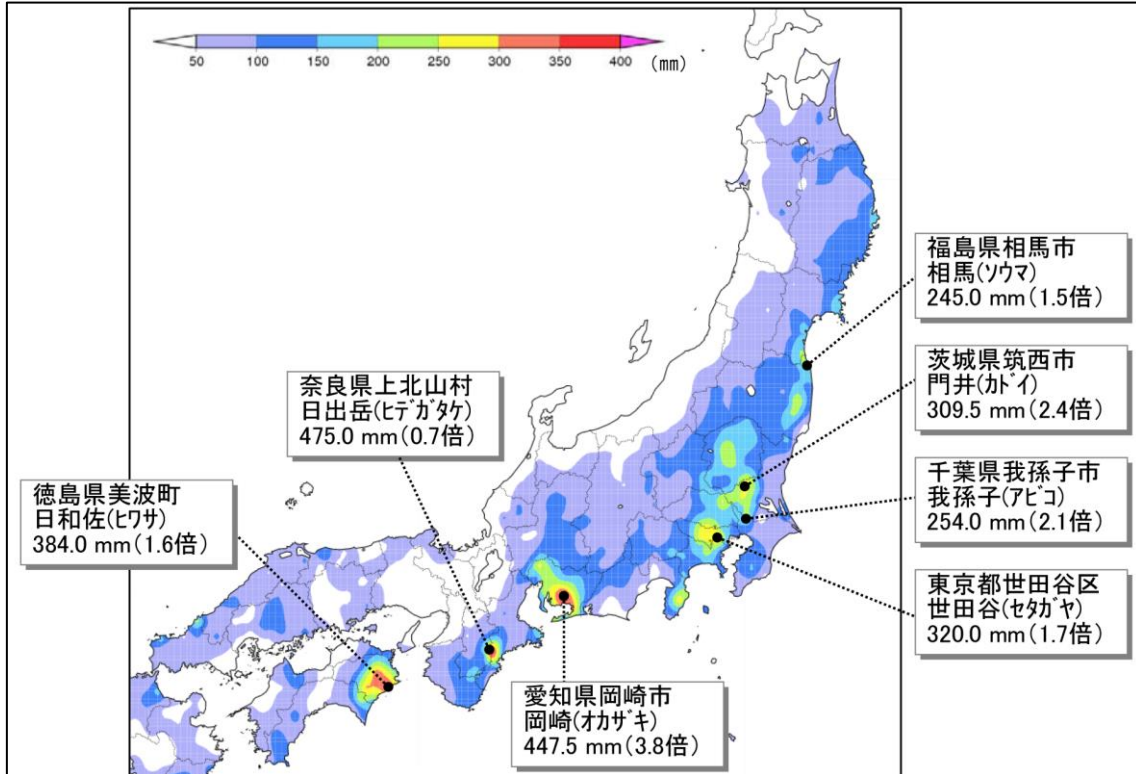 50 100 150 200 250 300 350 400 (mm)
福島県相馬市
相馬(ソウマ)
245.0 mm(1.5倍)
茨城県筑西市
門井(カドイ)
309.5 mm(2.4倍)
奈良県上北山村
日出岳(ヒデガタケ)
475.0 mm(0.7倍)
千葉県我孫子市
我孫子(アビコ)
254.0 mm(2.1倍)
徳島県美波町
日和佐(ヒワサ)
384.0 mm(1.6倍)
東京都世田谷区
世田谷(セタガヤ)
320.0 mm(1.7倍)
愛知県岡崎市
岡崎(オカザキ)
447.5 mm(3.8倍)